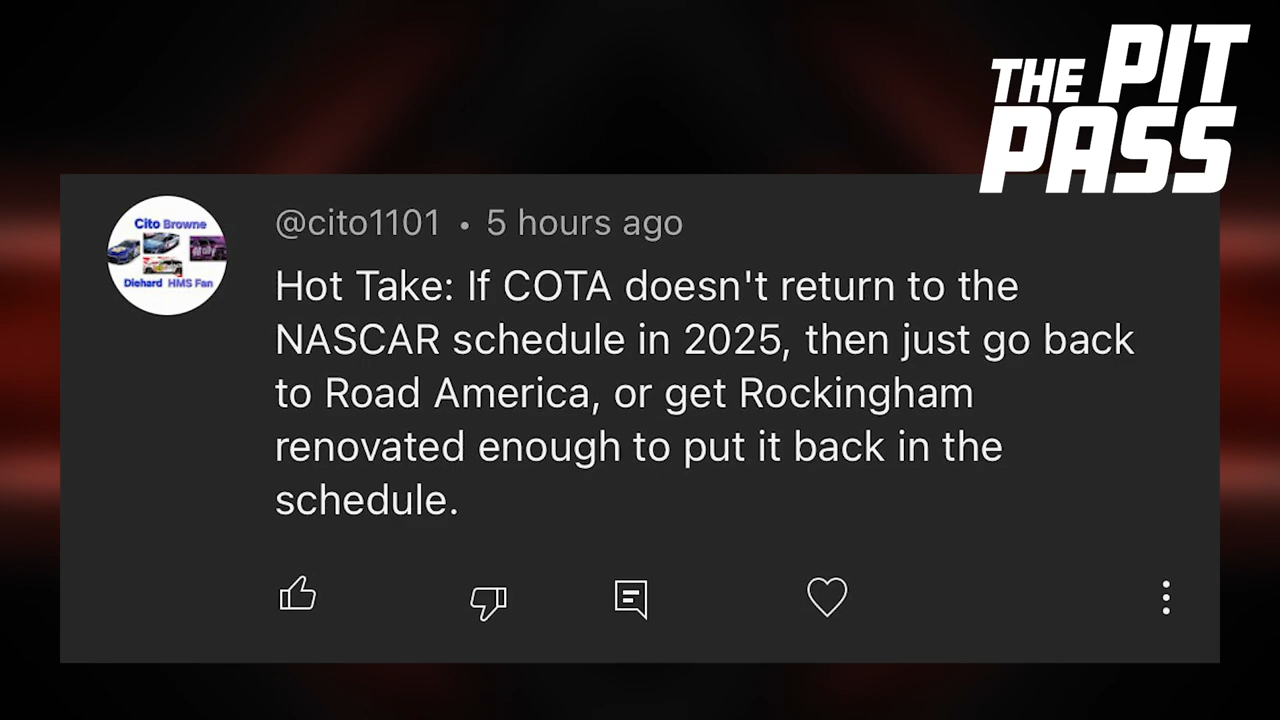 THE PIT
PASS
Cito Browne
Diehard HMS Fan
@cito1101 • 5 hours ago
Hot Take: If COTA doesn't return to the
NASCAR schedule in 2025, then just go back
to Road America, or get Rockingham
renovated enough to put it back in the
schedule.